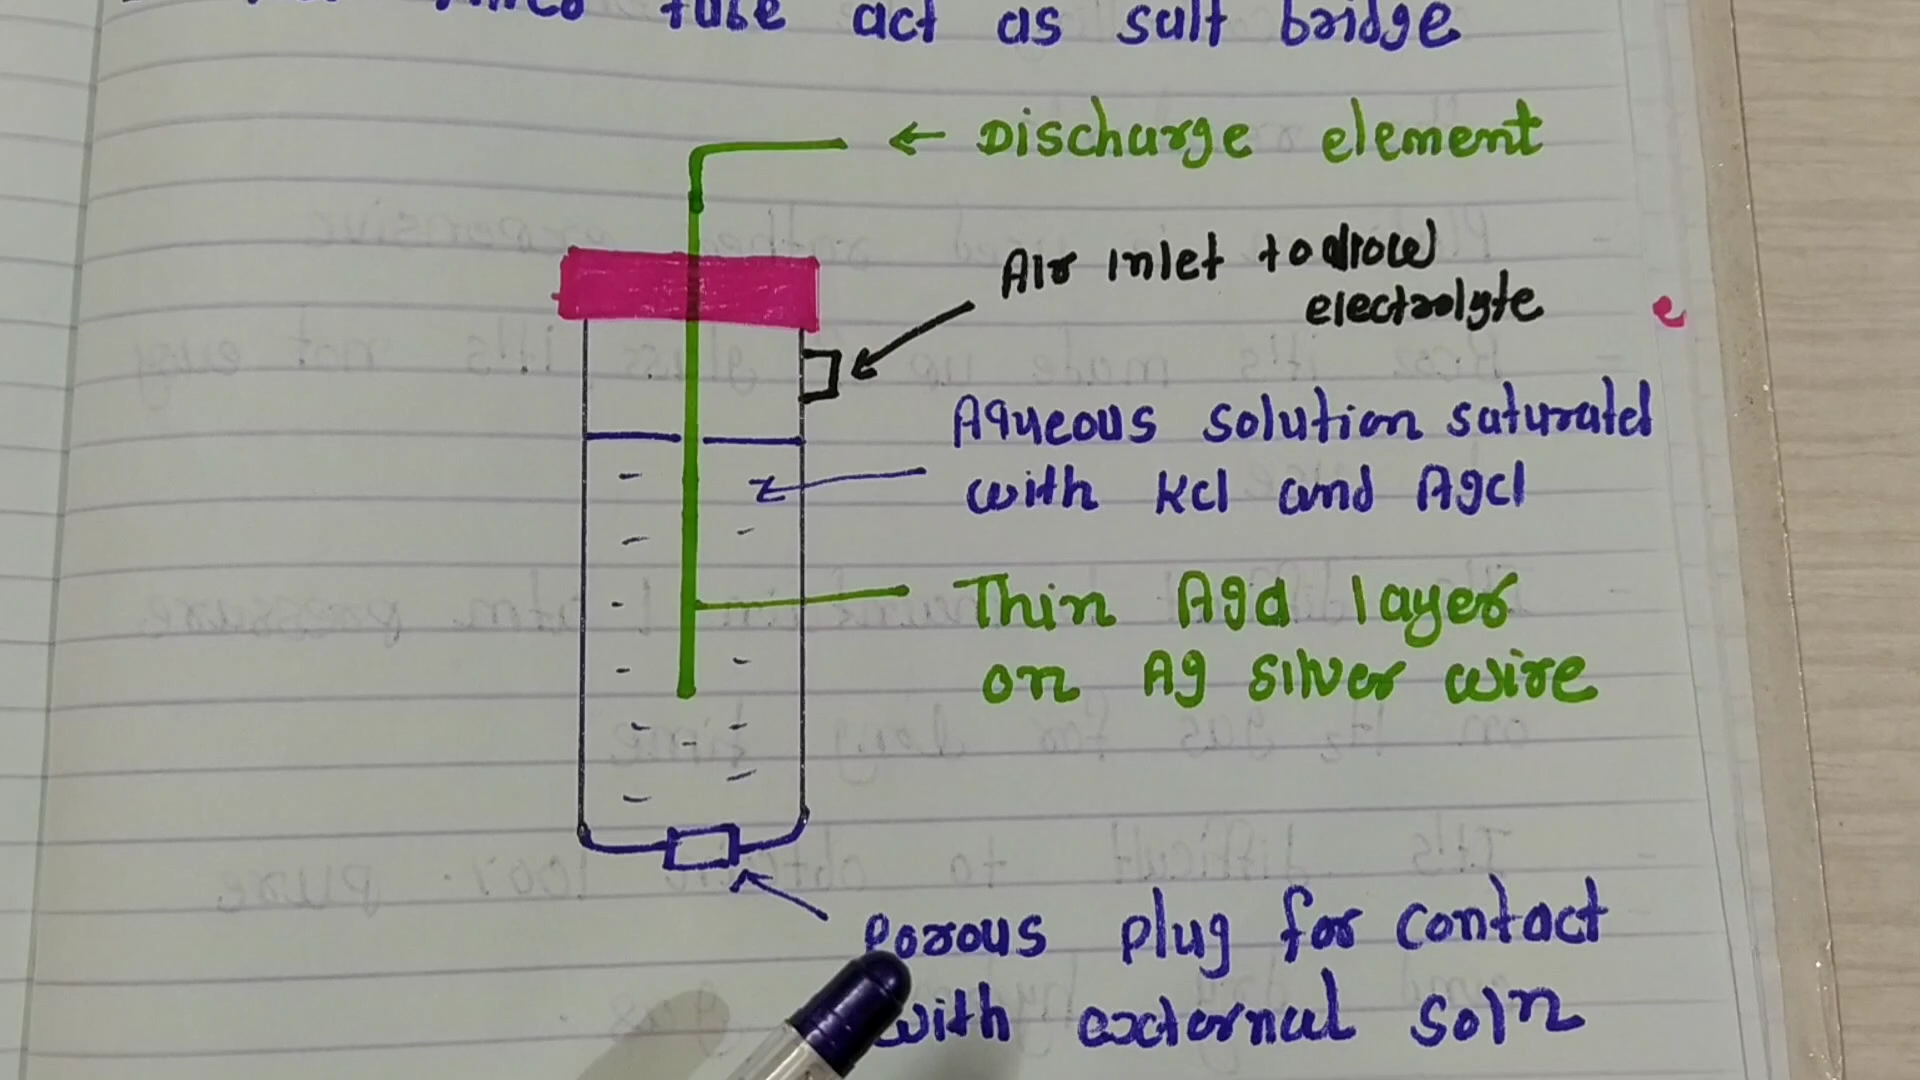 tube act as salt bridge
← Discharge element
Air inlet to draw
electrolyte
e
Aqueous solution saturated
with KCl and AgCl
Thin AgCl layer
on Ag silver wire
Porous plug for contact
with external soln